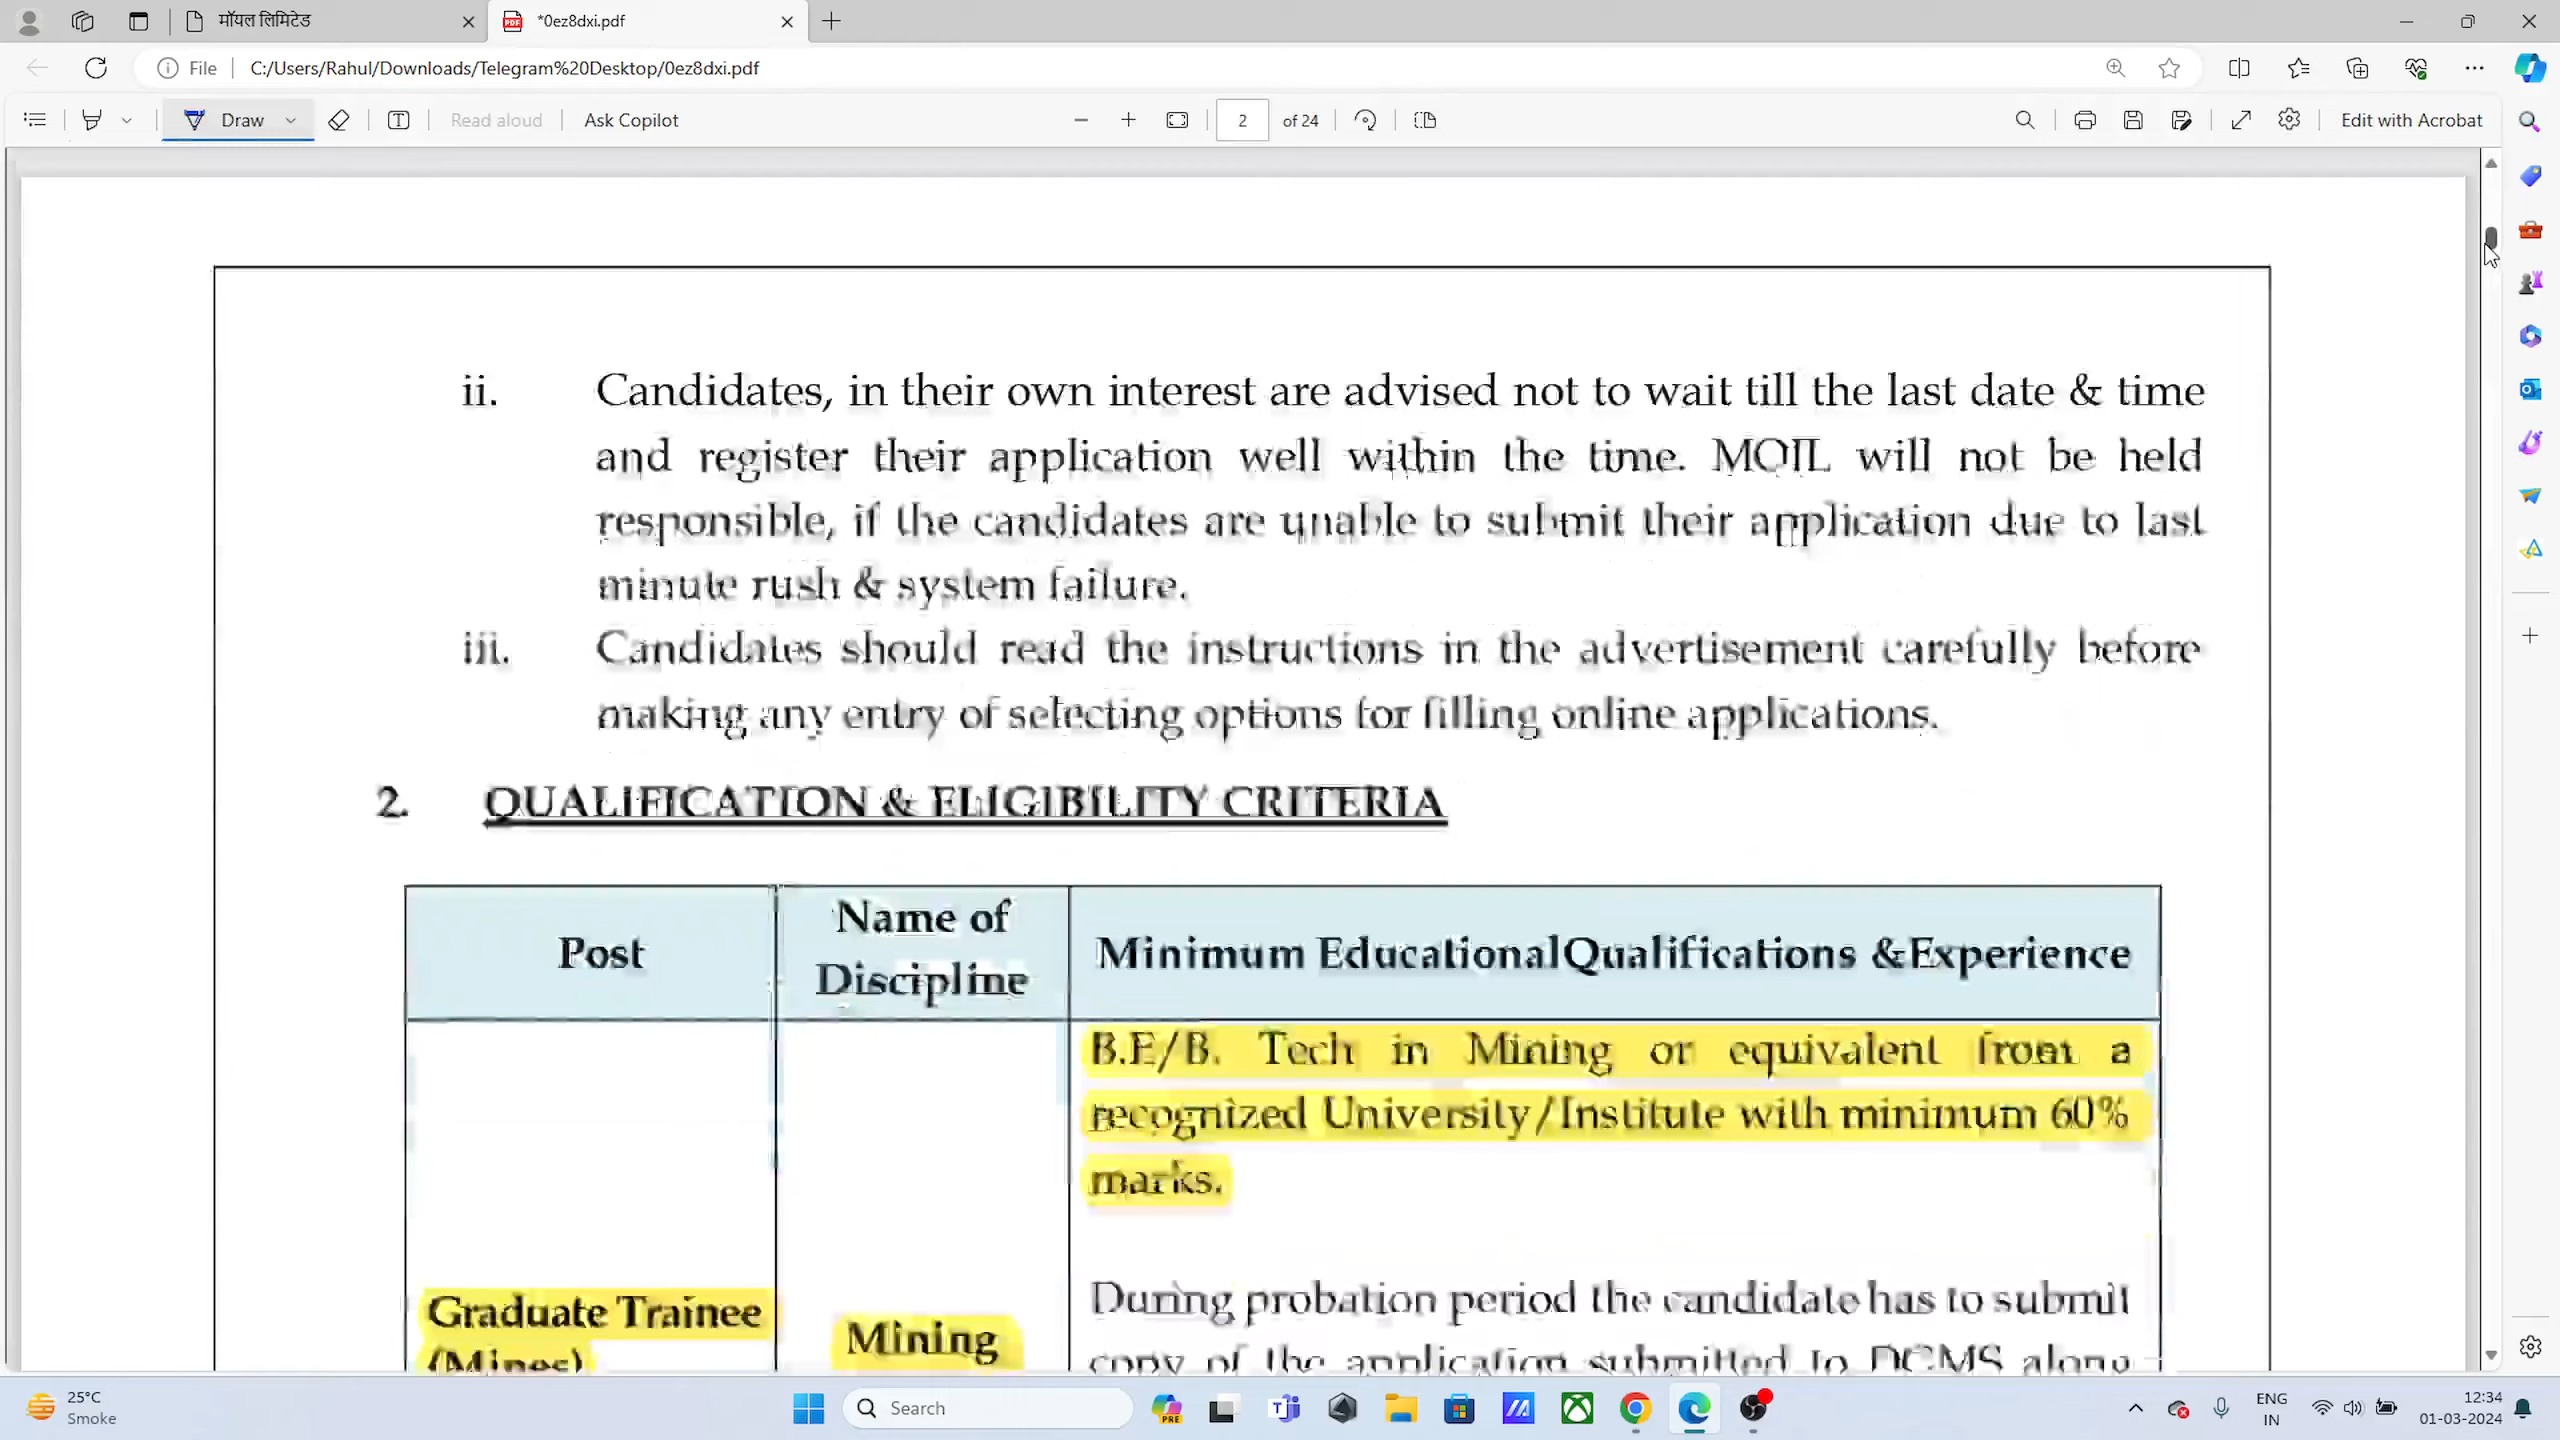 मॉयल लिमिटेड
*0ez8dxi.pdf
File
C:/Users/Rahul/Downloads/Telegram%20Desktop/0ez8dxi.pdf
Draw
Read aloud
Ask Copilot
2
of 24
Edit with Acrobat
ii. Candidates, in their own interest are advised not to wait till the last date & time
and register their application well within the time. MOIL will not be held
responsible, if the candidates are unable to submit their application due to last
minute rush & system failure.
iii. Candidates should read the instructions in the advertisement carefully before
making any entry of selecting options for filling online applications.
2. QUALIFICATION & ELIGIBILITY CRITERIA
Post
Name of
Discipline
Minimum EducationalQualifications &Experience
B.E/B. Tech in Mining or equivalent from a
recognized University/Institute with minimum 60%
marks.
Graduate Trainee
(Mines)
Mining
During probation period the candidate has to submit
copy of the application submitted to DGMS along
25°C
Smoke
Search
PRE
ENG
IN
12:34
01-03-2024